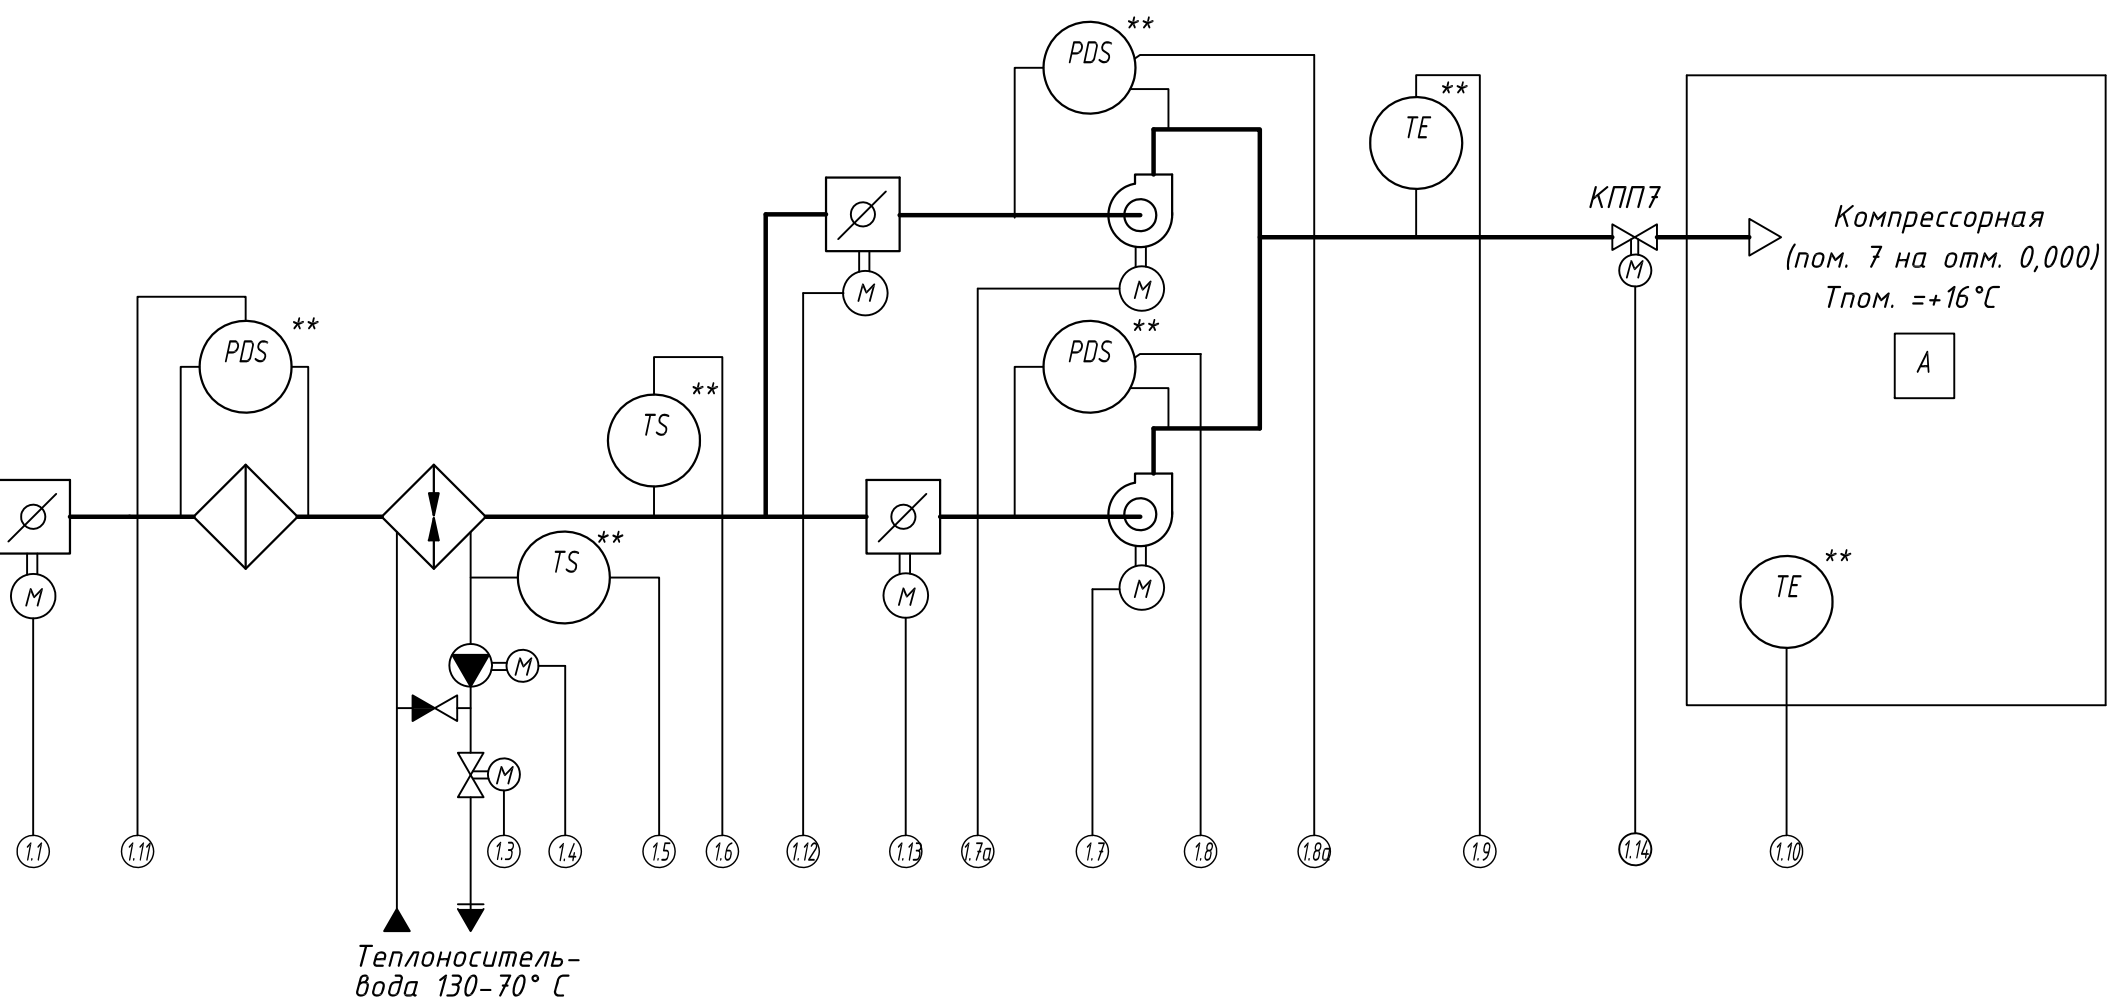 **
PDS
**
TE
КПП7
Компрессорная
(пом. 7 на отм. 0,000)
Тпом. =+16°С
А
М
М
М
**
PDS
**
PDS
**
TS
**
TS
**
TE
М
М
М
М
М
1.1
1.11
1.3
1.4
1.5
1.6
1.12
1.13
1.7а
1.7
1.8
1.8а
1.9
1.14
1.10
Теплоноситель-
вода 130-70° С